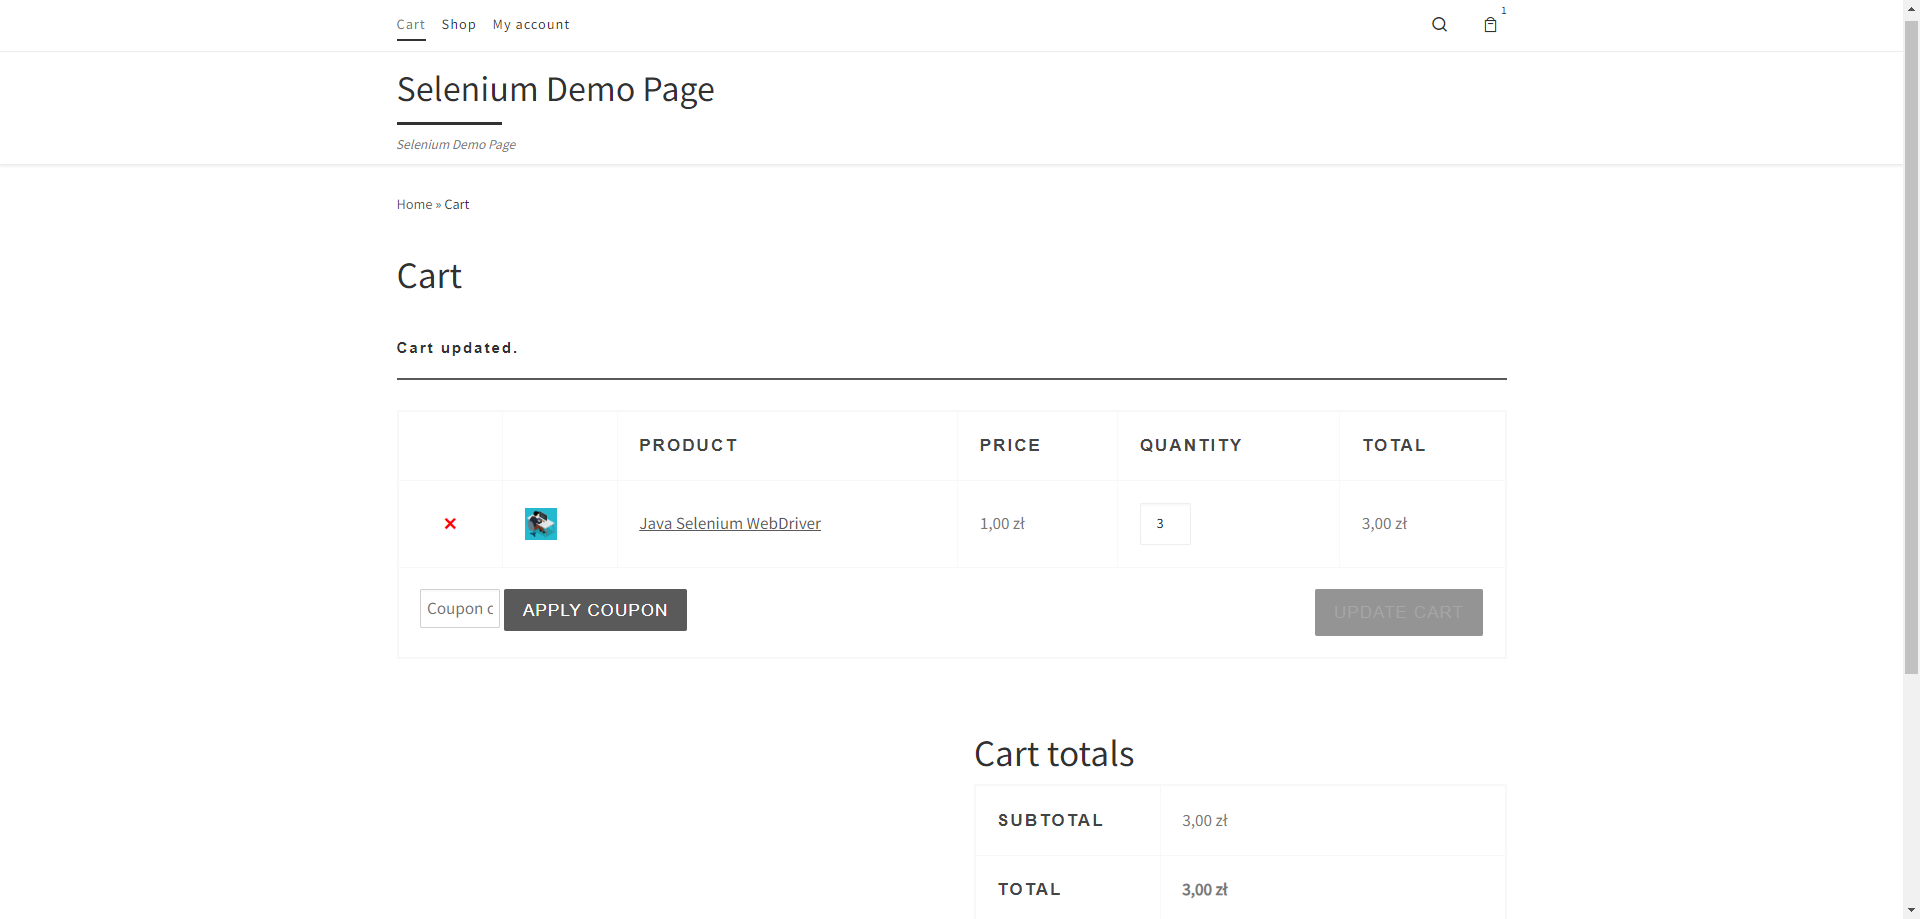 Cart Shop My account 1
Selenium Demo Page
Selenium Demo Page
Home » Cart
Cart
Cart updated.
PRODUCT PRICE QUANTITY TOTAL
× Java Selenium WebDriver 1,00 zł 3 3,00 zł
Coupon c APPLY COUPON UPDATE CART
Cart totals
SUBTOTAL 3,00 zł
TOTAL 3,00 zł